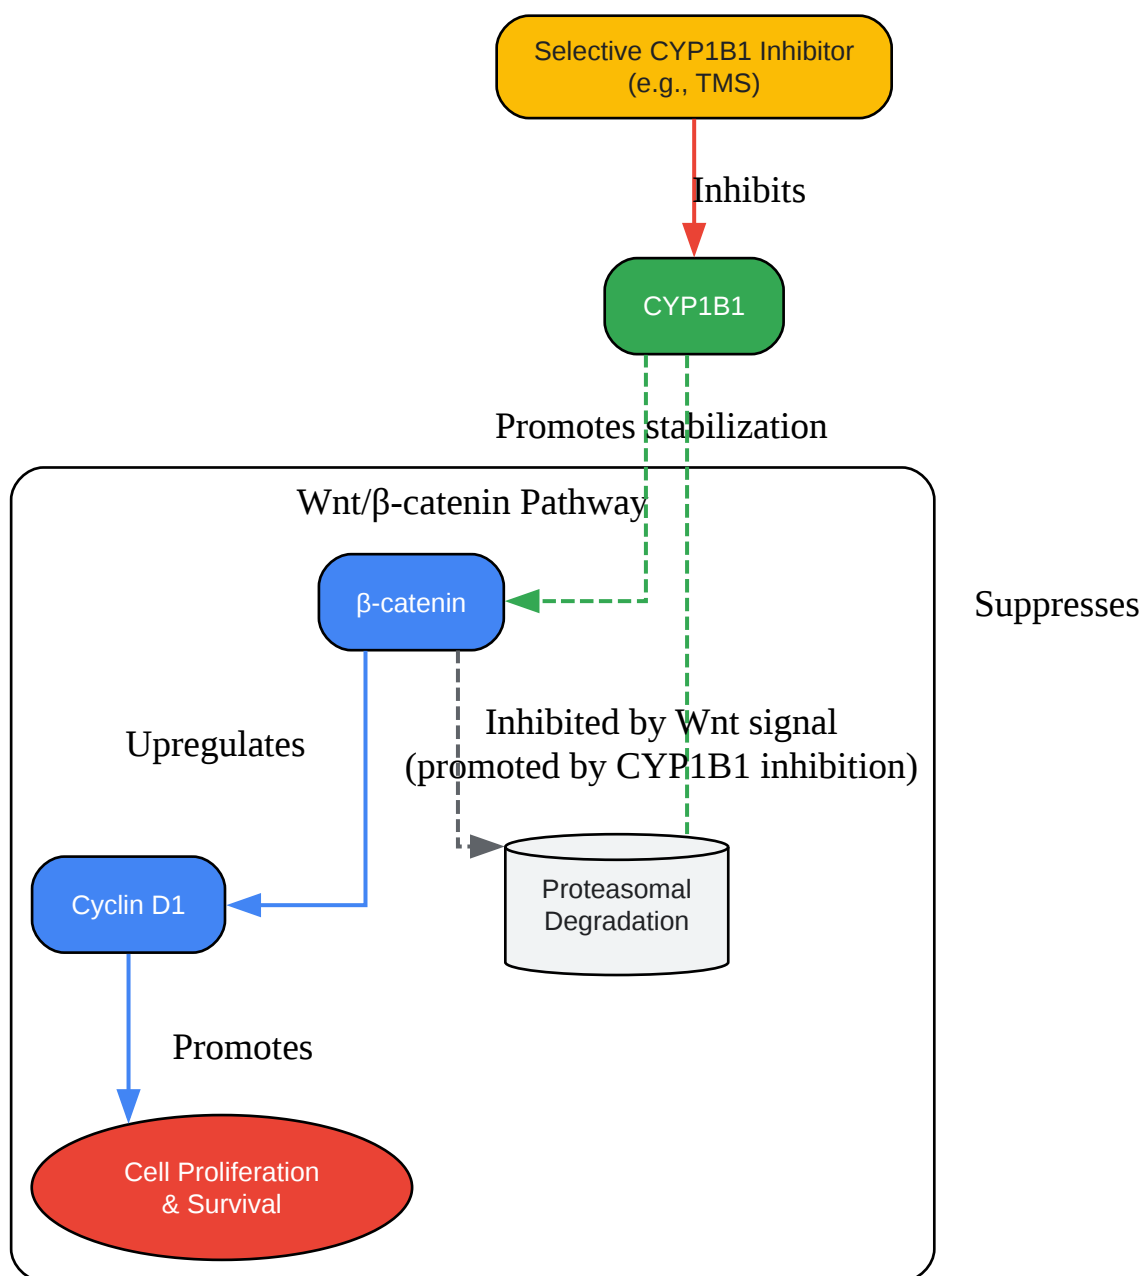 Selective CYP1B1 Inhibitor
(e.g., TMS)
Inhibits
CYP1B1
Promotes stabilization
Wnt/β-catenin Pathway
β-catenin
Suppresses
Upregulates
Inhibited by Wnt signal
(promoted by CYP1B1 inhibition)
Cyclin D1
Proteasomal
Degradation
Promotes
Cell Proliferation
& Survival